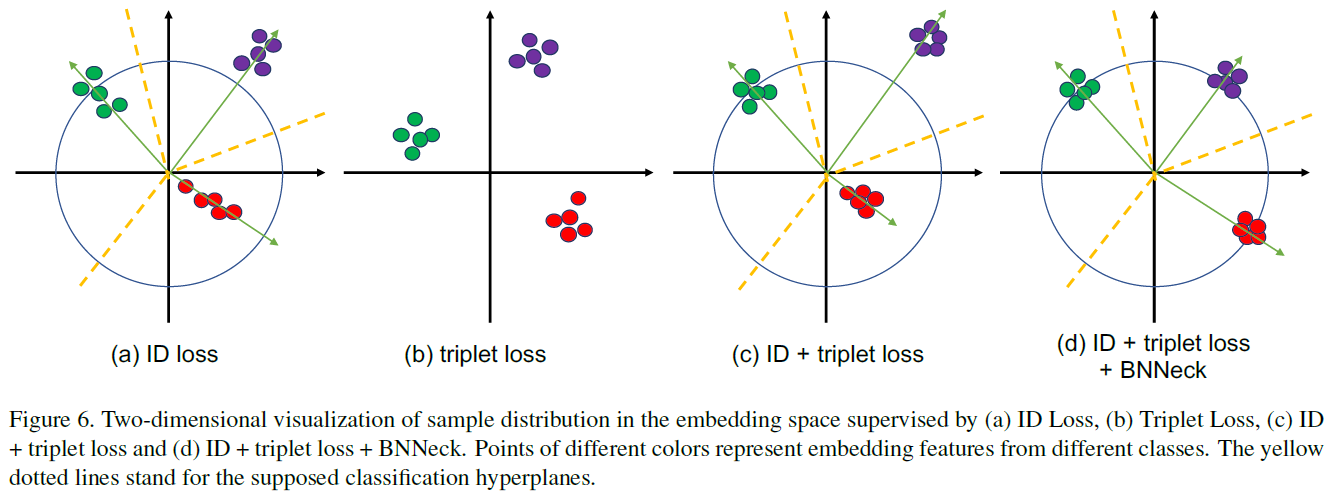 (a) ID loss
(b) triplet loss
(c) ID + triplet loss
(d) ID + triplet loss
+ BNNeck
Figure 6. Two-dimensional visualization of sample distribution in the embedding space supervised by (a) ID Loss, (b) Triplet Loss, (c) ID
+ triplet loss and (d) ID + triplet loss + BNNeck. Points of different colors represent embedding features from different classes. The yellow
dotted lines stand for the supposed classification hyperplanes.